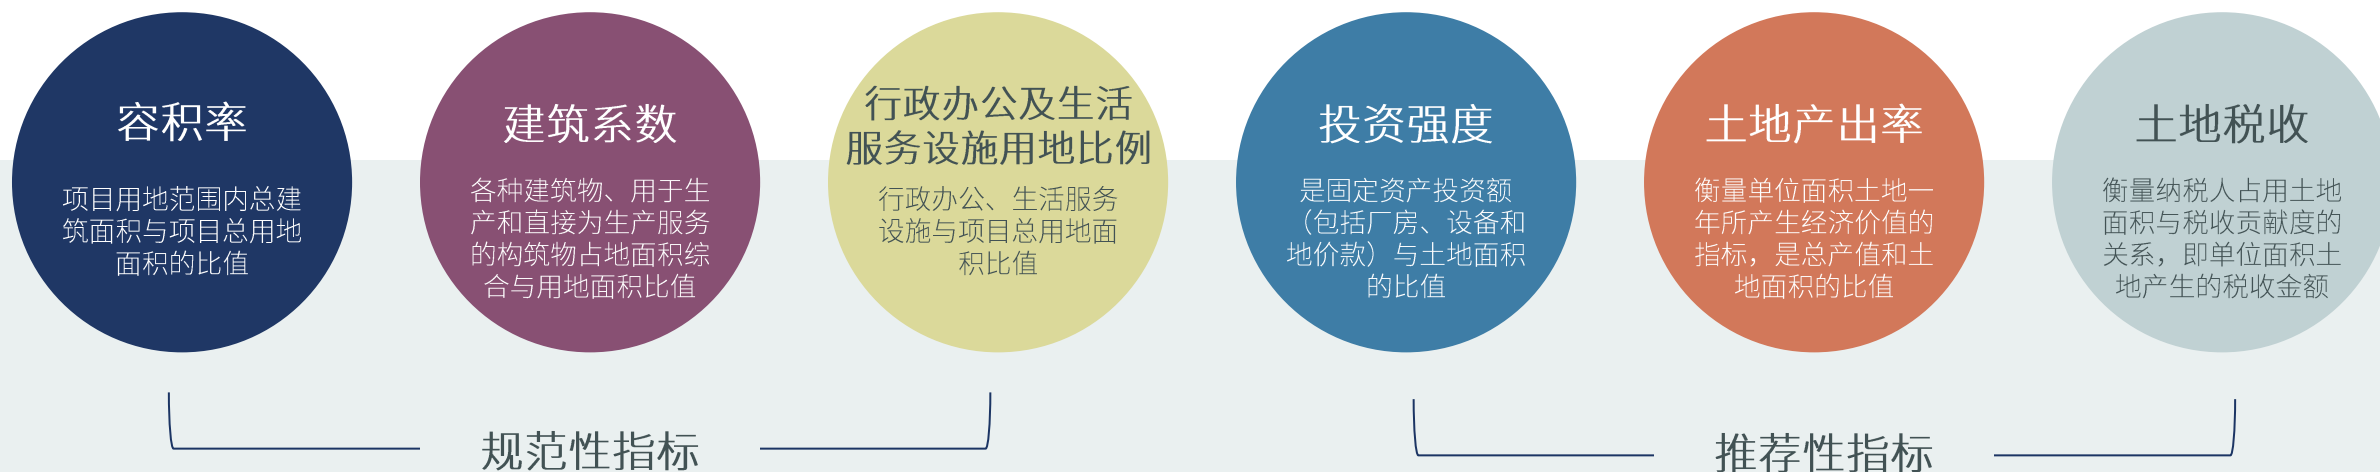 容积率
项目用地范围内总建
筑面积与项目总用地
面积的比值
建筑系数
各种建筑物、用于生
产和直接为生产服务
的构筑物占地面积综
合与用地面积比值
行政办公及生活
服务设施用地比例
行政办公、生活服务
设施与项目总用地面
积比值
投资强度
是固定资产投资额
（包括厂房、设备和
地价款）与土地面积
的比值
土地产出率
衡量单位面积土地一
年所产生经济价值的
指标，是总产值和土
地面积的比值
土地税收
衡量纳税人占用土地
面积与税收贡献度的
关系，即单位面积土
地产生的税收金额
规范性指标
推荐性指标